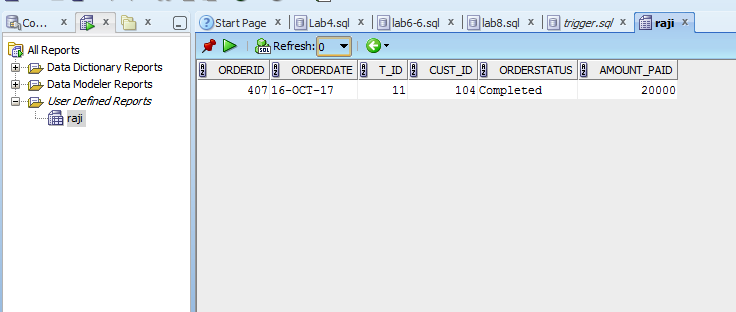 Co...
Start Page
Lab4.sql
lab6-6.sql
lab8.sql
trigger.sql
raji
All Reports
Data Dictionary Reports
Data Modeler Reports
User Defined Reports
raji
SQL Refresh: 0
ORDERID ORDERDATE T_ID CUST_ID ORDERSTATUS AMOUNT_PAID
407 16-OCT-17 11 104 Completed 20000